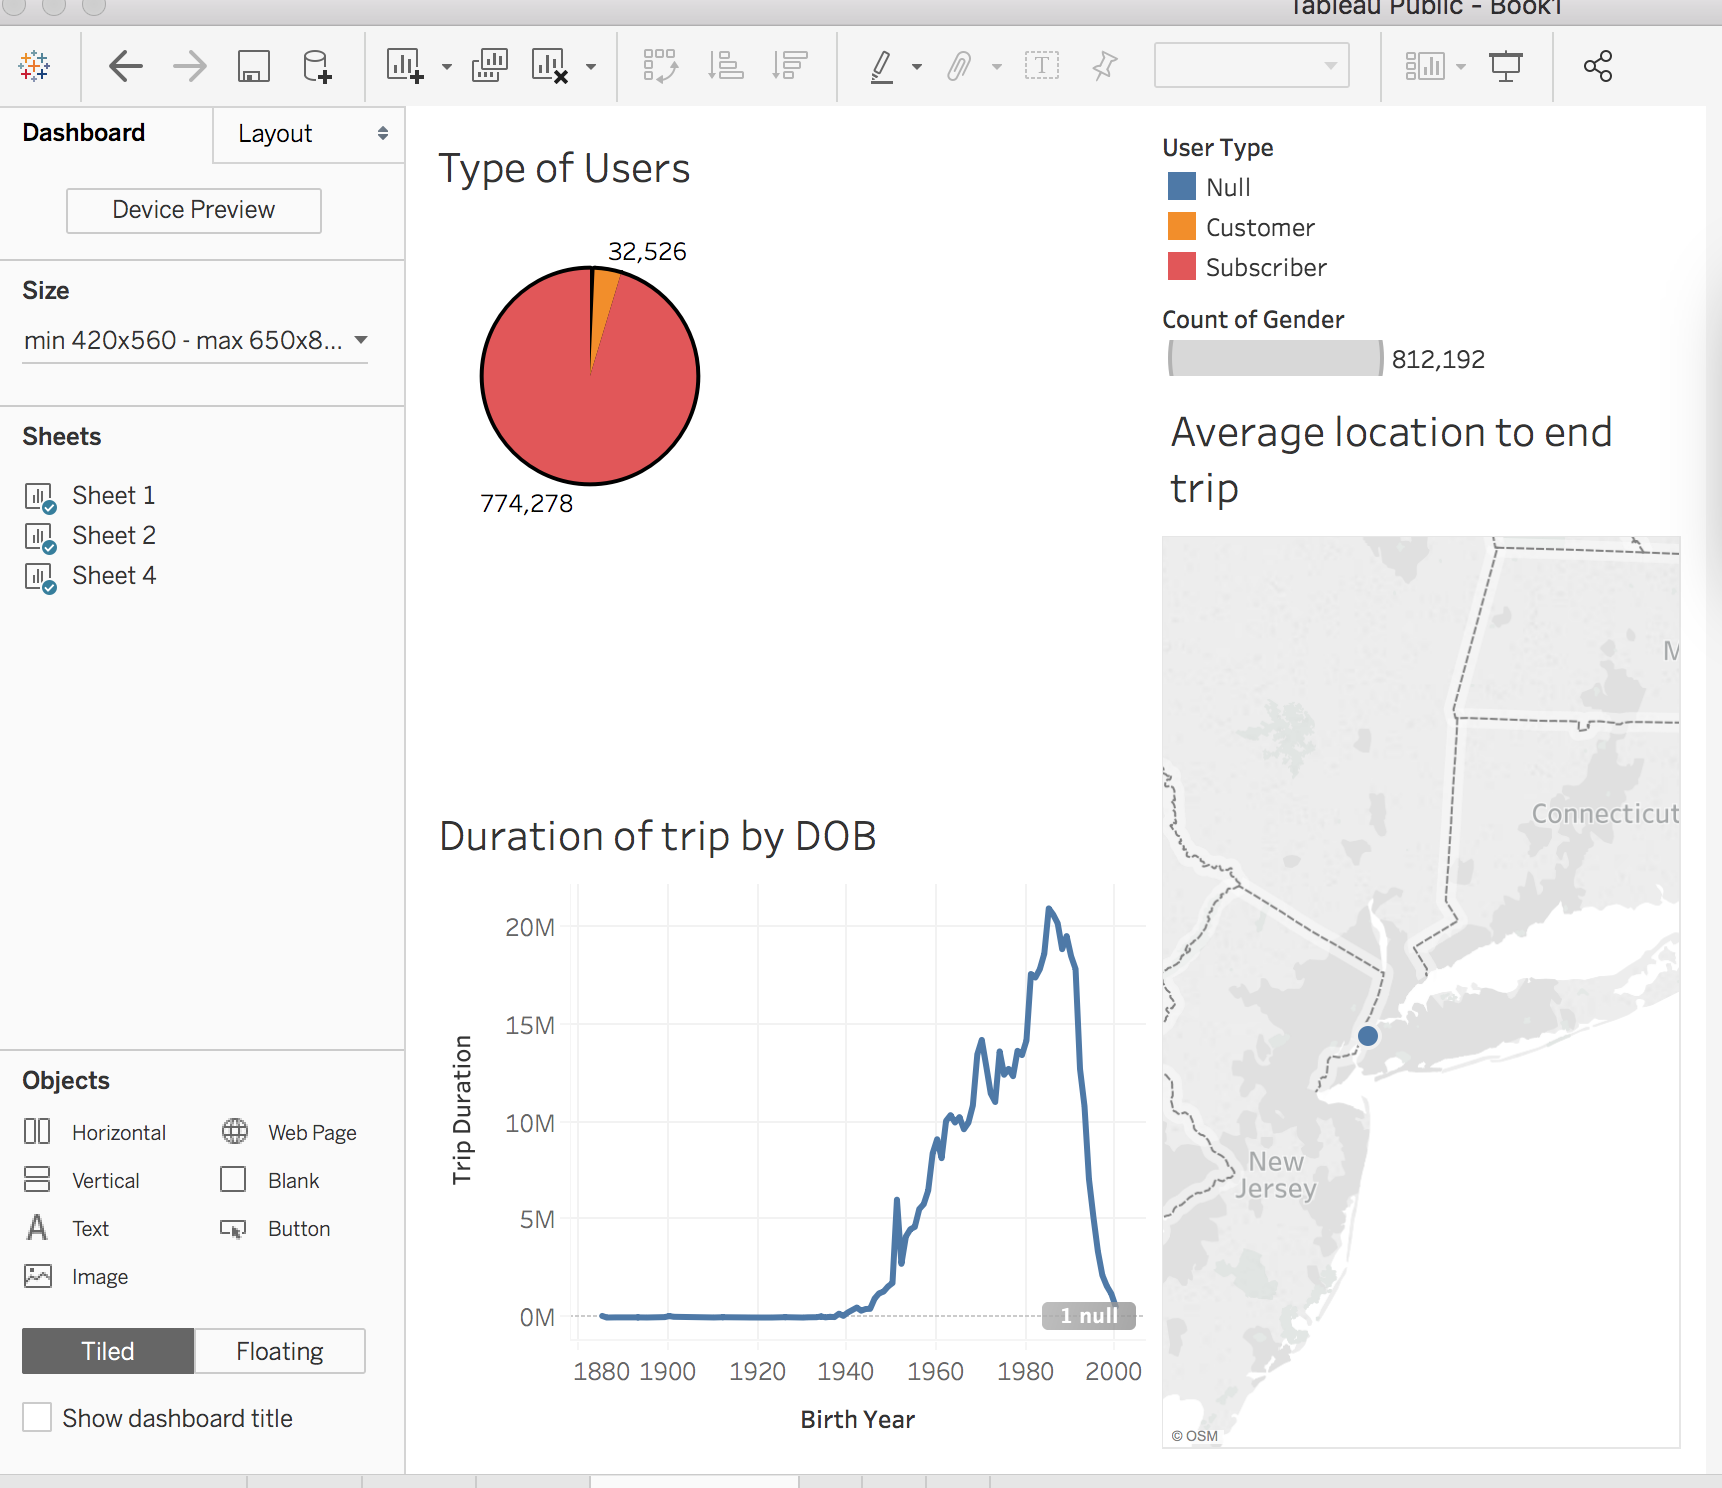 Tableau Public - Book1
Dashboard
Layout
Device Preview
Size
min 420x560 - max 650x8...
Sheets
Sheet 1
Sheet 2
Sheet 4
Objects
Horizontal
Web Page
Vertical
Blank
Text
Button
Image
Tiled
Floating
Show dashboard title
Type of Users
32,526
774,278
Duration of trip by DOB
20M
15M
10M
5M
0M
Trip Duration
1 null
1880 1900 1920 1940 1960 1980 2000
Birth Year
User Type
Null
Customer
Subscriber
Count of Gender
812,192
Average location to end
trip
M
Connecticut
New
Jersey
© OSM